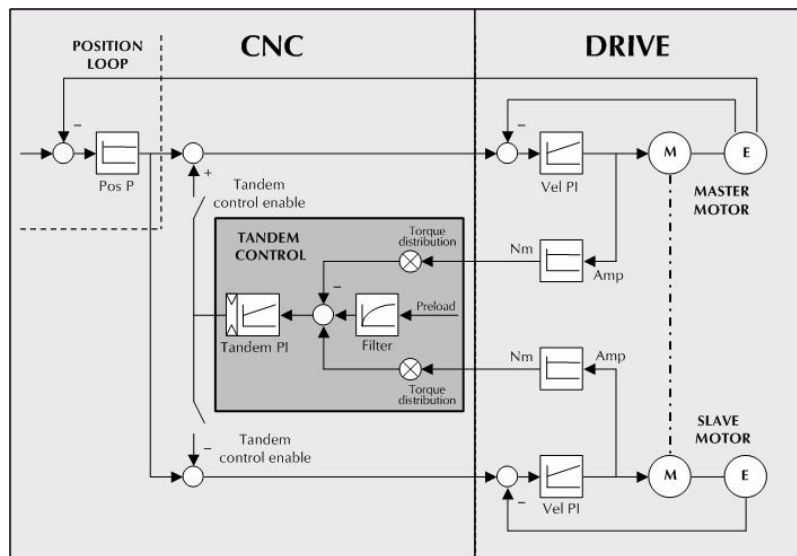 CNC
DRIVE
POSITION
LOOP
−
−
Pos P
Vel PI
M
E
+
Tandem
control enable
MASTER
MOTOR
TANDEM
CONTROL
Torque
distribution
Nm
Amp
−
Preload
Tandem PI
Filter
Nm
Amp
Torque
distribution
SLAVE
MOTOR
−
Tandem
control enable
M
E
−
Vel PI